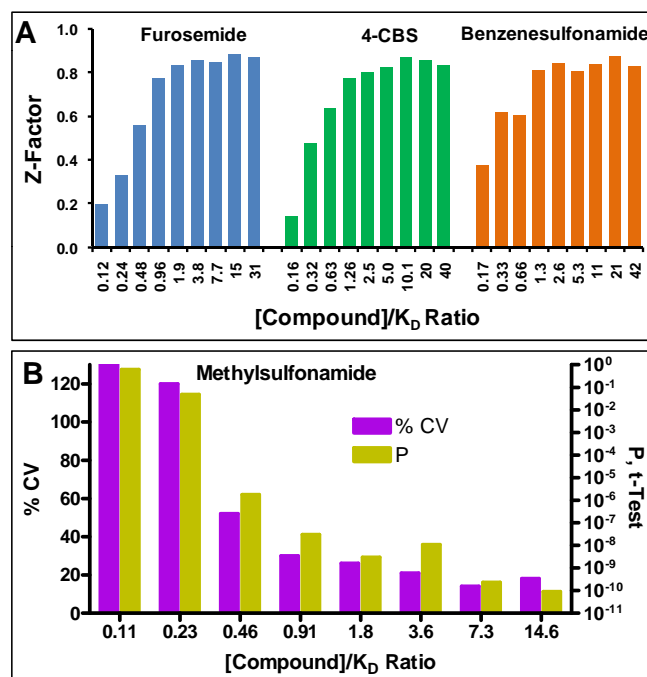 A
Furosemide 4-CBS Benzenesulfonamide
Z-Factor
1.0
0.8
0.6
0.4
0.2
0.0
0.12 0.24 0.48 0.96 1.9 3.8 7.7 15 31 0.16 0.32 0.63 1.26 2.5 5.0 10.1 20 40 0.17 0.33 0.66 1.3 2.6 5.3 11 21 42
[Compound]/K_D Ratio
B
Methylsulfonamide
% CV
P
% CV
120
100
80
60
40
20
0
10^0
10^-1
10^-2
10^-3
10^-4
10^-5
10^-6
10^-7
10^-8
10^-9
10^-10
10^-11
P, t-Test
0.11 0.23 0.46 0.91 1.8 3.6 7.3 14.6
[Compound]/K_D Ratio